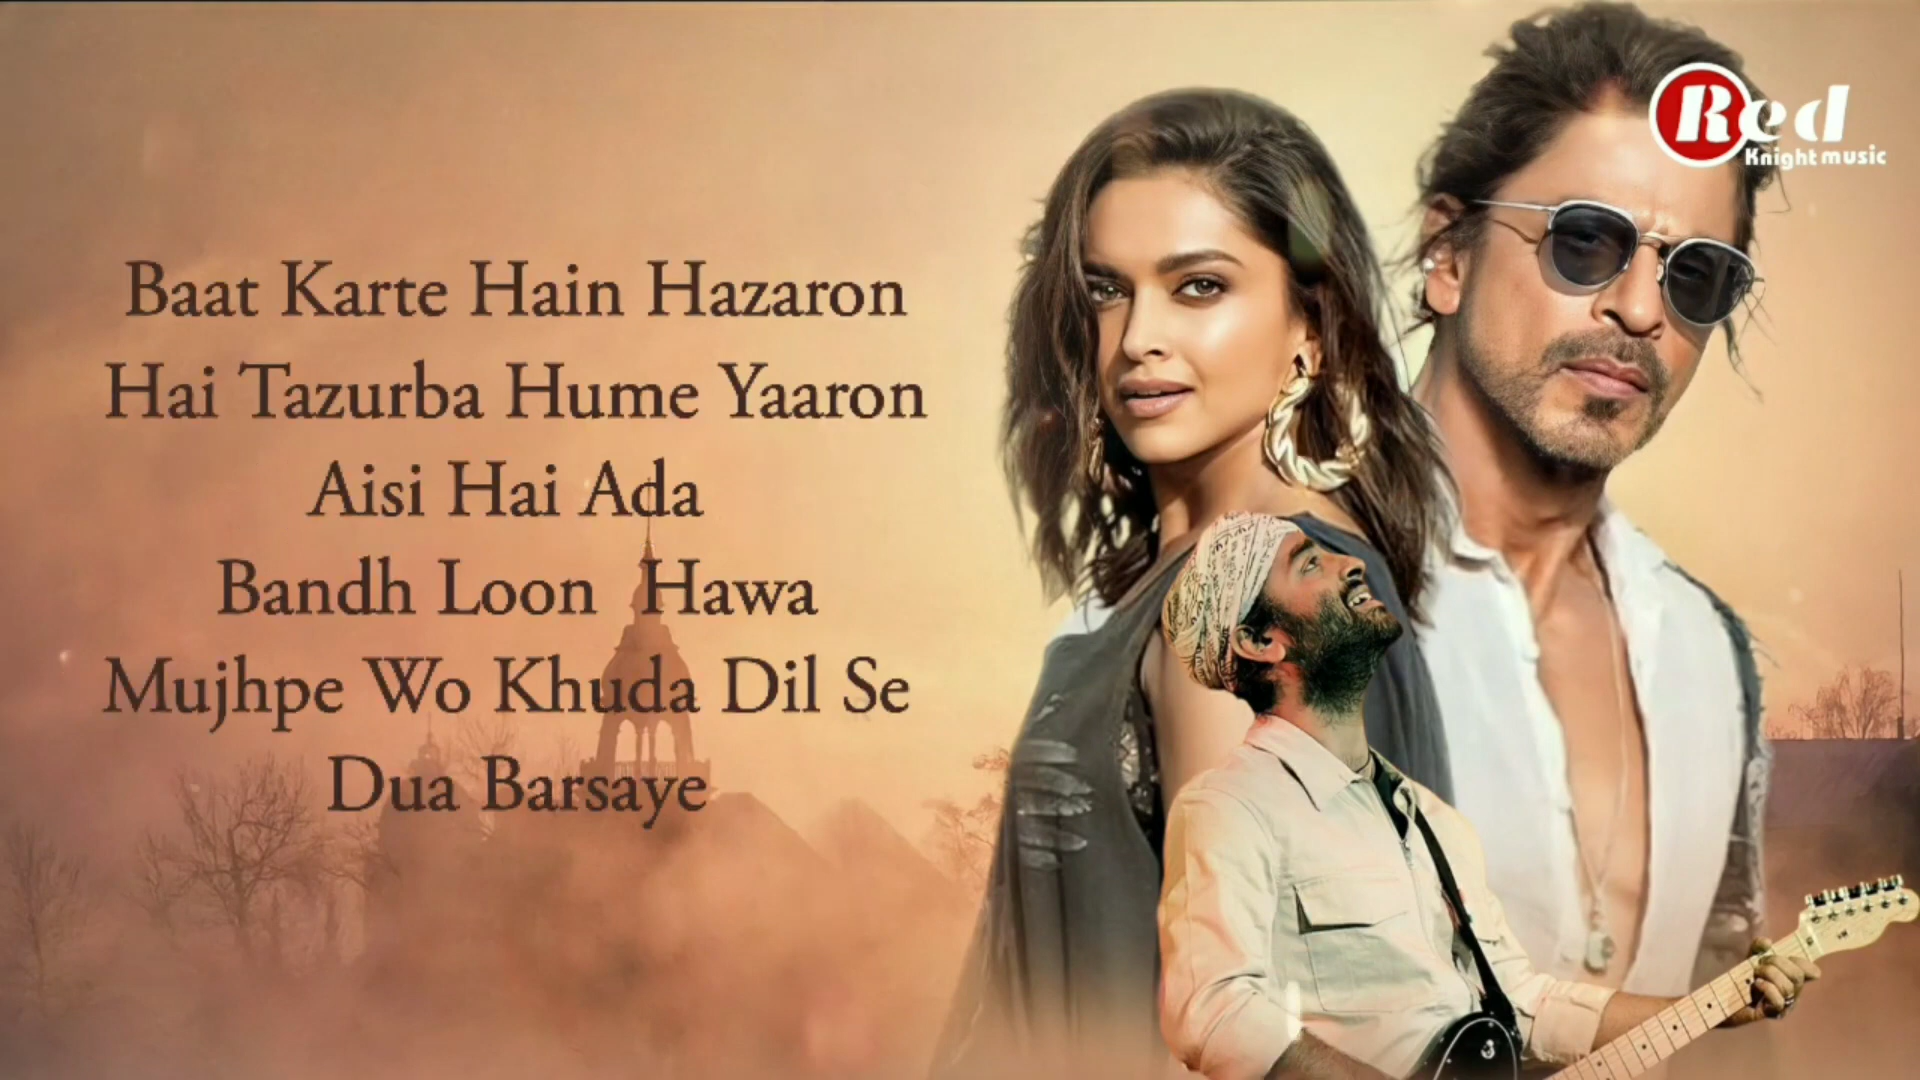 Red
Knight music
Baat Karte Hain Hazaron
Hai Tazurba Hume Yaaron
Aisi Hai Ada
Bandh Loon Hawa
Mujhpe Wo Khuda Dil Se
Dua Barsaye